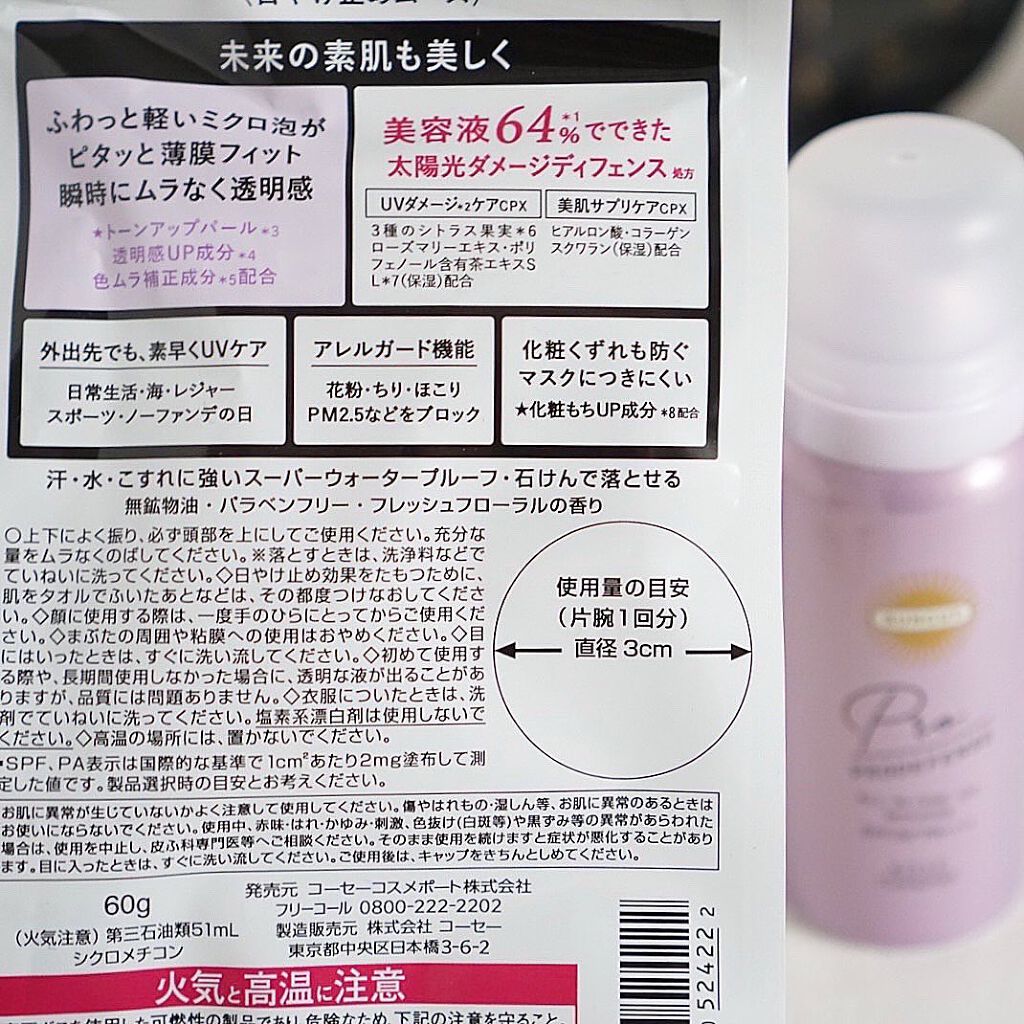 未来の素肌も美しく
ふわっと軽いミクロ泡が
ピタッと薄膜フィット
瞬時にムラなく透明感
★トーンアップパール*3
透明感UP成分*4
色ムラ補正成分*5配合
美容液64%*1でできた
太陽光ダメージディフェンス処方
UVダメージ*2ケアCPX
3種のシトラス果実*6
ローズマリーエキス・ポリ
フェノール含有茶エキスS
L*7(保湿)配合
美肌サプリケアCPX
ヒアルロン酸・コラーゲン
スクワラン(保湿)配合
外出先でも、素早くUVケア
日常生活・海・レジャー
スポーツ・ノーファンデの日
アレルガード機能
花粉・ちり・ほこり
PM2.5などをブロック
化粧くずれも防ぐ
マスクにつきにくい
★化粧もちUP成分*8配合
汗・水・こすれに強いスーパーウォータープルーフ・石けんで落とせる
無鉱物油・パラベンフリー・フレッシュフローラルの香り
○上下によく振り、必ず頭部を上にしてご使用ください。充分な
量をムラなくのばしてください。※落とすときは、洗浄料などで
ていねいに洗ってください。◇日やけ止め効果をたもつために、
肌をタオルでふいたあとなどは、その都度つけなおしてくださ
い。◇顔に使用する際は、一度手のひらにとってからご使用くだ
さい。◇まぶたの周囲や粘膜への使用はおやめください。◇目
にはいったときは、すぐに洗い流してください。◇初めて使用す
る際や、長期間使用しなかった場合に、透明な液が出ることがあ
りますが、品質には問題ありません。◇衣服についたときは、洗
剤でていねいに洗ってください。塩素系漂白剤は使用しないで
ください。◇高温の場所には、置かないでください。
・SPF、PA表示は国際的な基準で1cm²あたり2mg塗布して測
定した値です。製品選択時の目安とお考えください。
使用量の目安
(片腕1回分)
直径 3cm
お肌に異常が生じていないかよく注意して使用してください。傷やはれもの・湿しん等、お肌に異常のあるときは
お使いにならないでください。使用中、赤味・はれ・かゆみ・刺激、色抜け(白斑等)や黒ずみ等の異常があらわれた
場合は、使用を中止し、皮ふ科専門医等へご相談ください。そのまま使用を続けますと症状が悪化することがあり
ます。目に入ったときは、すぐに洗い流してください。ご使用後は、キャップをきちんとしめてください。
60g
(火気注意) 第三石油類51mL
シクロメチコン
発売元 コーセーコスメポート株式会社
フリーコール 0800-222-2202
製造販売元 株式会社 コーセー
東京都中央区日本橋3-6-2
524222
火気と高温に注意
Pro